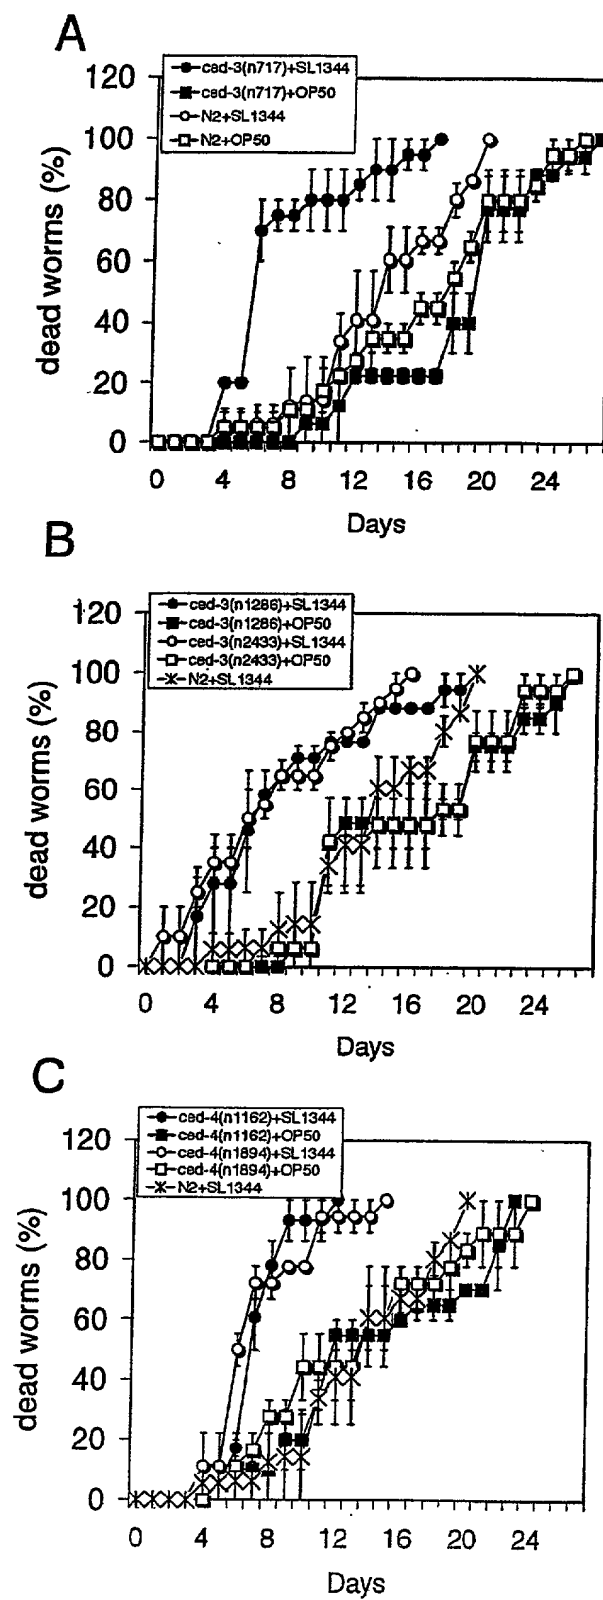 A
ced-3(n717)+SL1344
ced-3(n717)+OP50
N2+SL1344
N2+OP50
120
100
80
60
40
20
0
dead worms (%)
0 4 8 12 16 20 24
Days
B
ced-3(n1286)+SL1344
ced-3(n1286)+OP50
ced-3(n2433)+SL1344
ced-3(n2433)+OP50
N2+SL1344
120
100
80
60
40
20
0
dead worms (%)
0 4 8 12 16 20 24
Days
C
ced-4(n1162)+SL1344
ced-4(n1162)+OP50
ced-4(n1894)+SL1344
ced-4(n1894)+OP50
N2+SL1344
120
100
80
60
40
20
0
dead worms (%)
0 4 8 12 16 20 24
Days